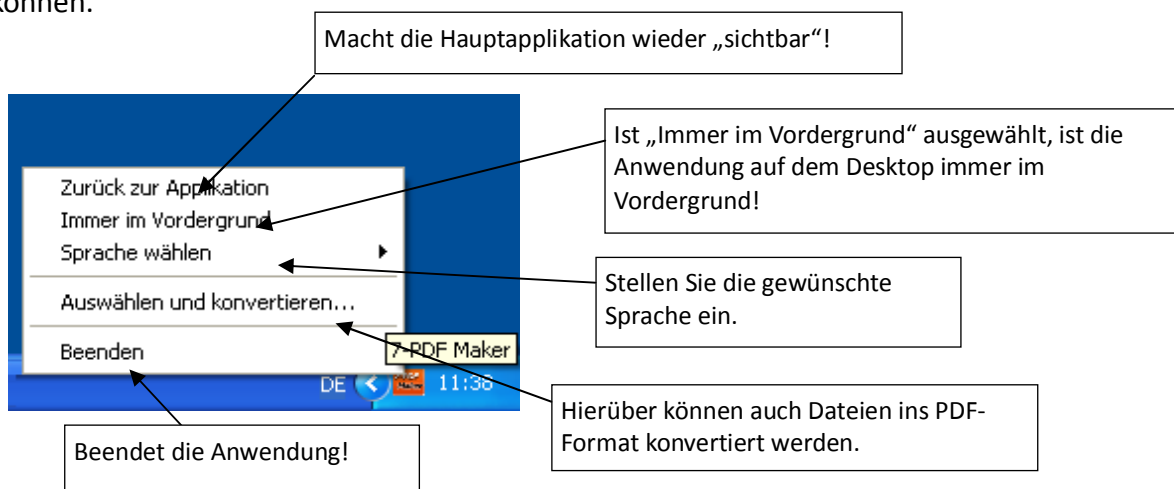 können.
Macht die Hauptapplikation wieder „sichtbar“!
Ist „Immer im Vordergrund“ ausgewählt, ist die
Anwendung auf dem Desktop immer im
Vordergrund!
Zurück zur Applikation
Immer im Vordergrund
Sprache wählen
Stellen Sie die gewünschte
Sprache ein.
Auswählen und konvertieren...
Beenden
7-PDF Maker
DE
11:38
Hierüber können auch Dateien ins PDF-
Format konvertiert werden.
Beendet die Anwendung!